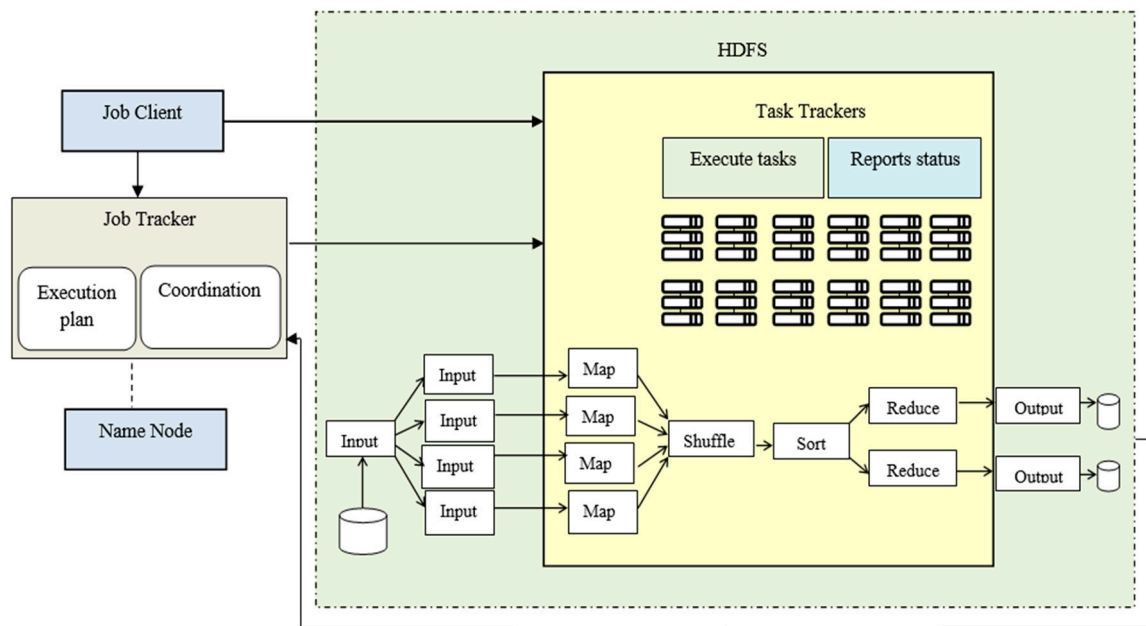 HDFS
Job Client
Task Trackers
Execute tasks
Reports status
Job Tracker
Execution
plan
Coordination
Name Node
Input
Input
Input
Input
Input
Map
Map
Map
Map
Shuffle
Sort
Reduce
Reduce
Output
Output